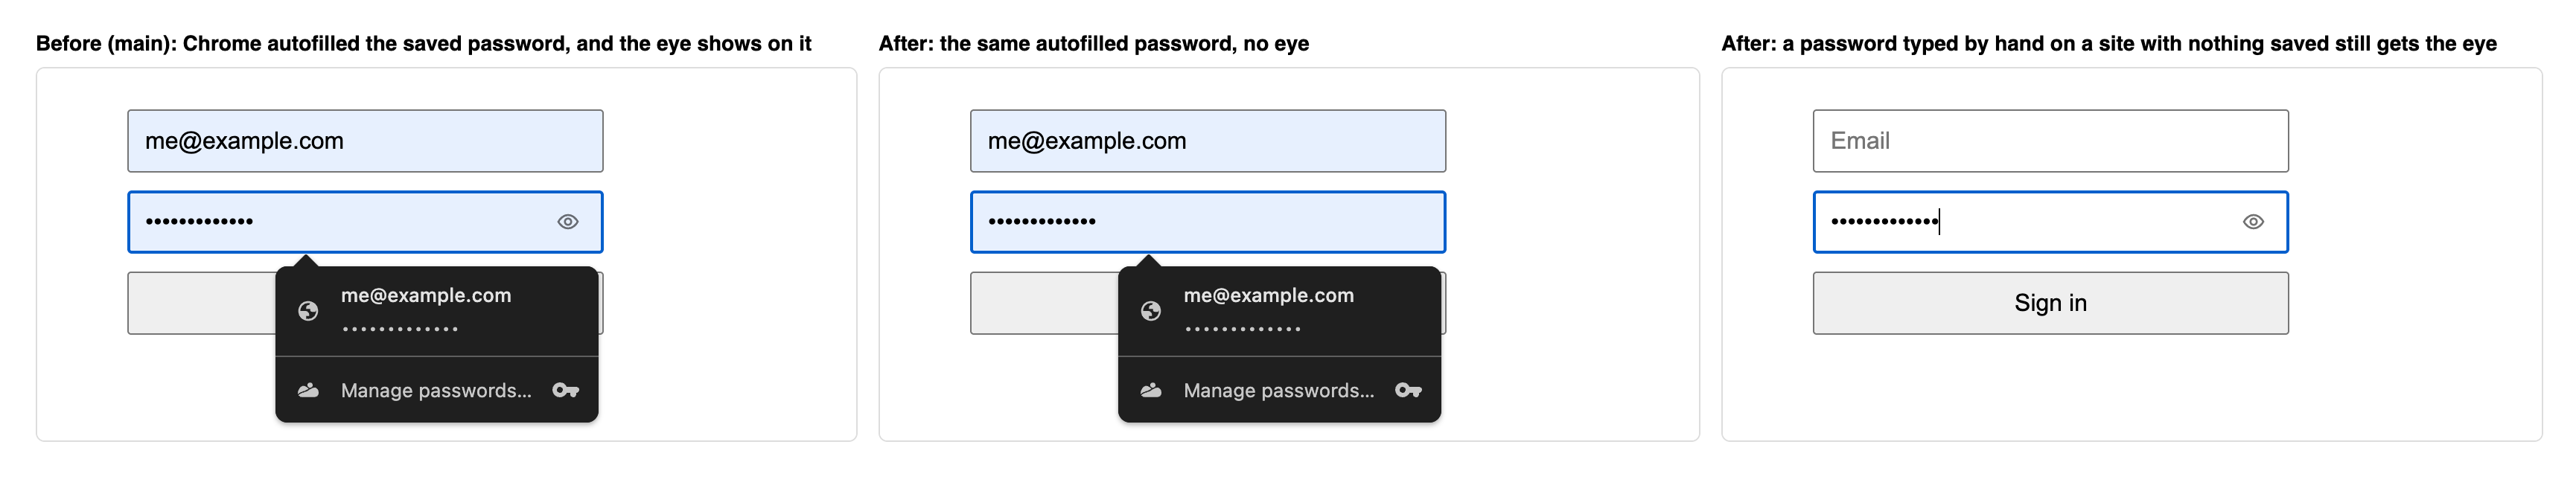 Before (main): Chrome autofilled the saved password, and the eye shows on it
me@example.com
•••••••••••••
me@example.com
•••••••••••••
Manage passwords...
After: the same autofilled password, no eye
me@example.com
•••••••••••••
me@example.com
•••••••••••••
Manage passwords...
After: a password typed by hand on a site with nothing saved still gets the eye
Email
•••••••••••••
Sign in